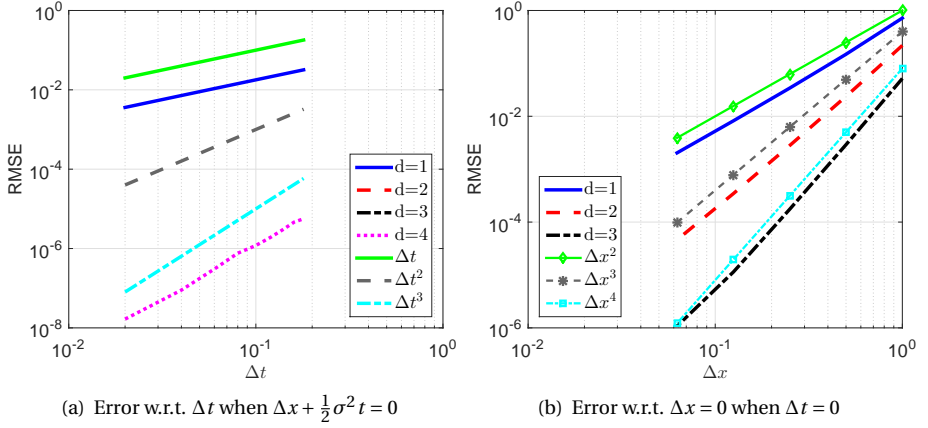 10^0
10^-2
10^-4
10^-6
10^-8
RMSE
10^-2
10^-1
10^0
Δt
d=1
d=2
d=3
d=4
Δt
Δt^2
Δt^3
(a) Error w.r.t. Δt when Δx + 1/2 σ^2 t = 0
10^0
10^-2
10^-4
10^-6
RMSE
10^-2
10^-1
10^0
Δx
d=1
d=2
d=3
Δx^2
Δx^3
Δx^4
(b) Error w.r.t. Δx = 0 when Δt = 0